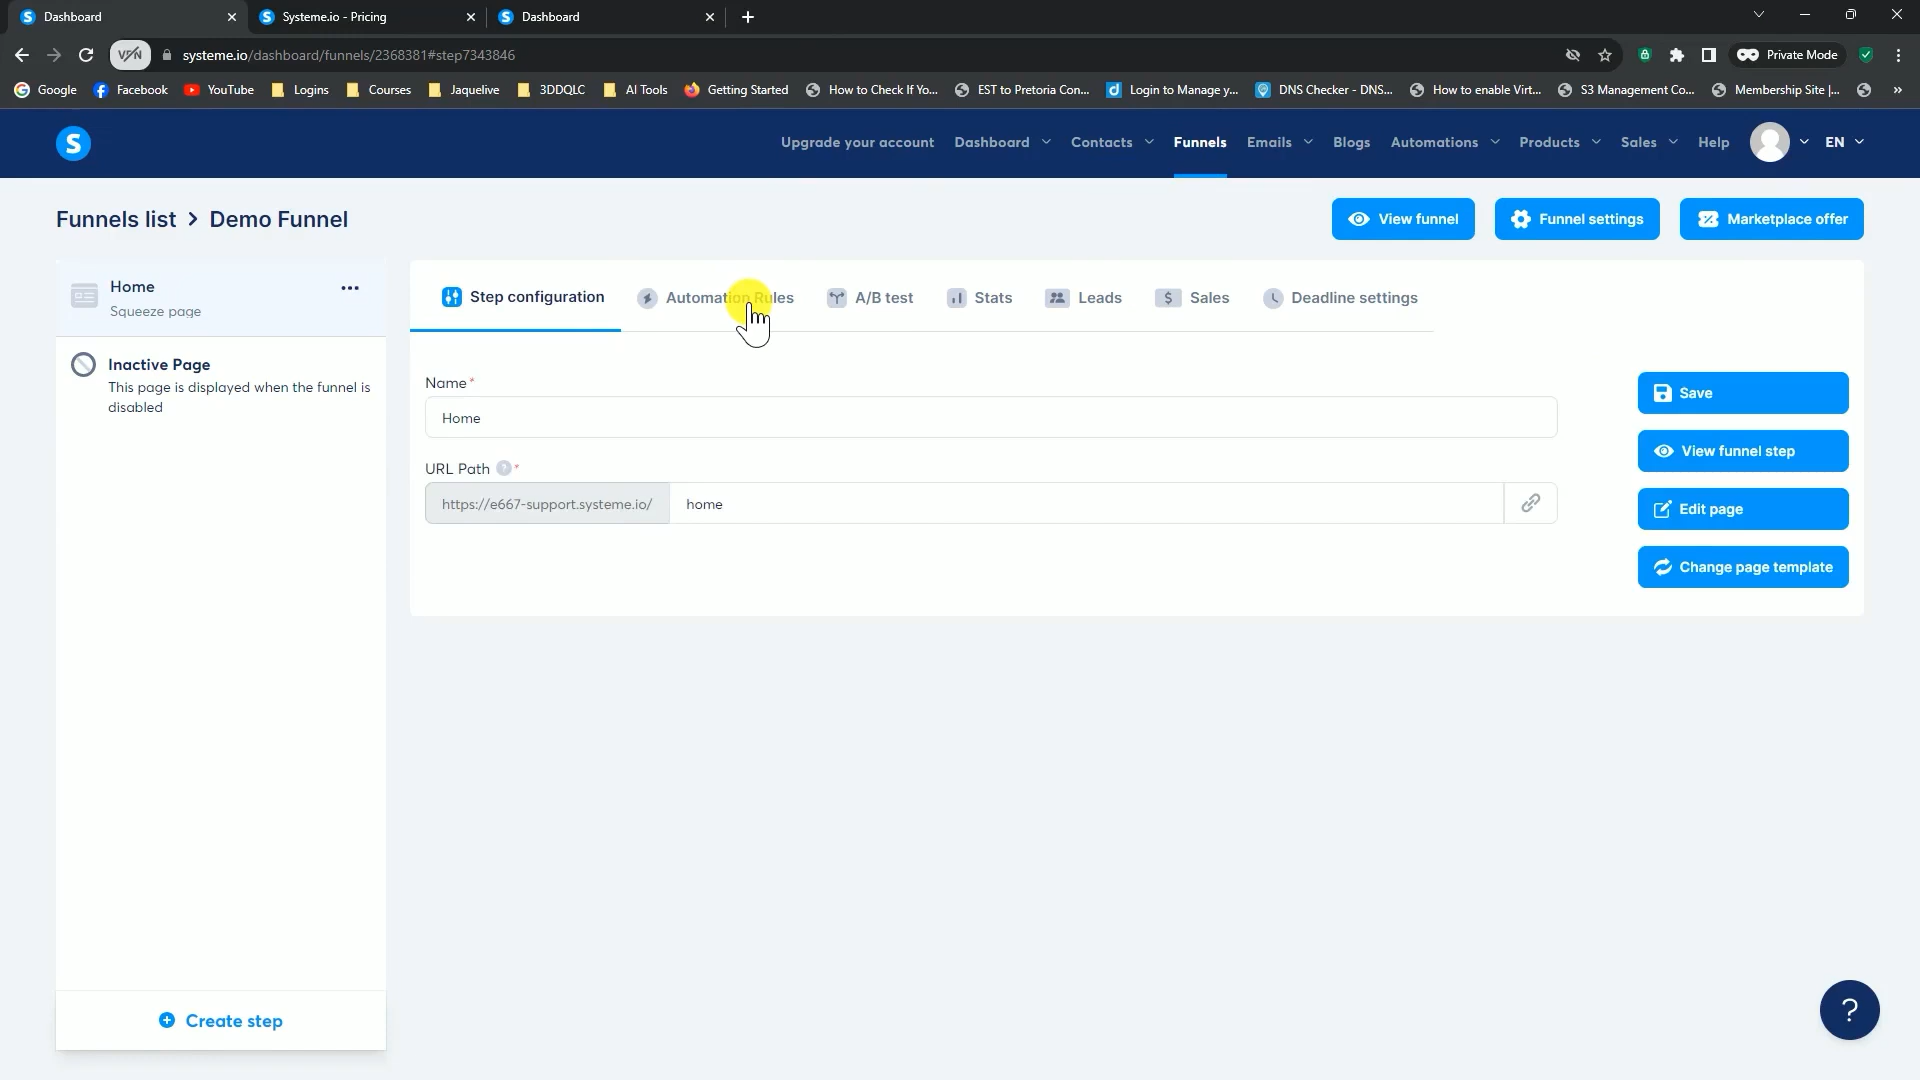 Dashboard
Systeme.io - Pricing
Dashboard
VPN
systeme.io/dashboard/funnels/2368381#step7343846
Private Mode
Google
Facebook
YouTube
Logins
Courses
Jaquelive
3DDQLC
AI Tools
Getting Started
How to Check If Yo...
EST to Pretoria Con...
Login to Manage y...
DNS Checker - DNS...
How to enable Virt...
S3 Management Co...
Membership Site |...
»
S
Upgrade your account
Dashboard
Contacts
Funnels
Emails
Blogs
Automations
Products
Sales
Help
EN
Funnels list > Demo Funnel
View funnel
Funnel settings
Marketplace offer
Home
Squeeze page
Inactive Page
This page is displayed when the funnel is
disabled
Create step
Step configuration
Automation Rules
A/B test
Stats
Leads
$ Sales
Deadline settings
Name *
Home
URL Path ? *
https://e667-support.systeme.io/
home
Save
View funnel step
Edit page
Change page template
?